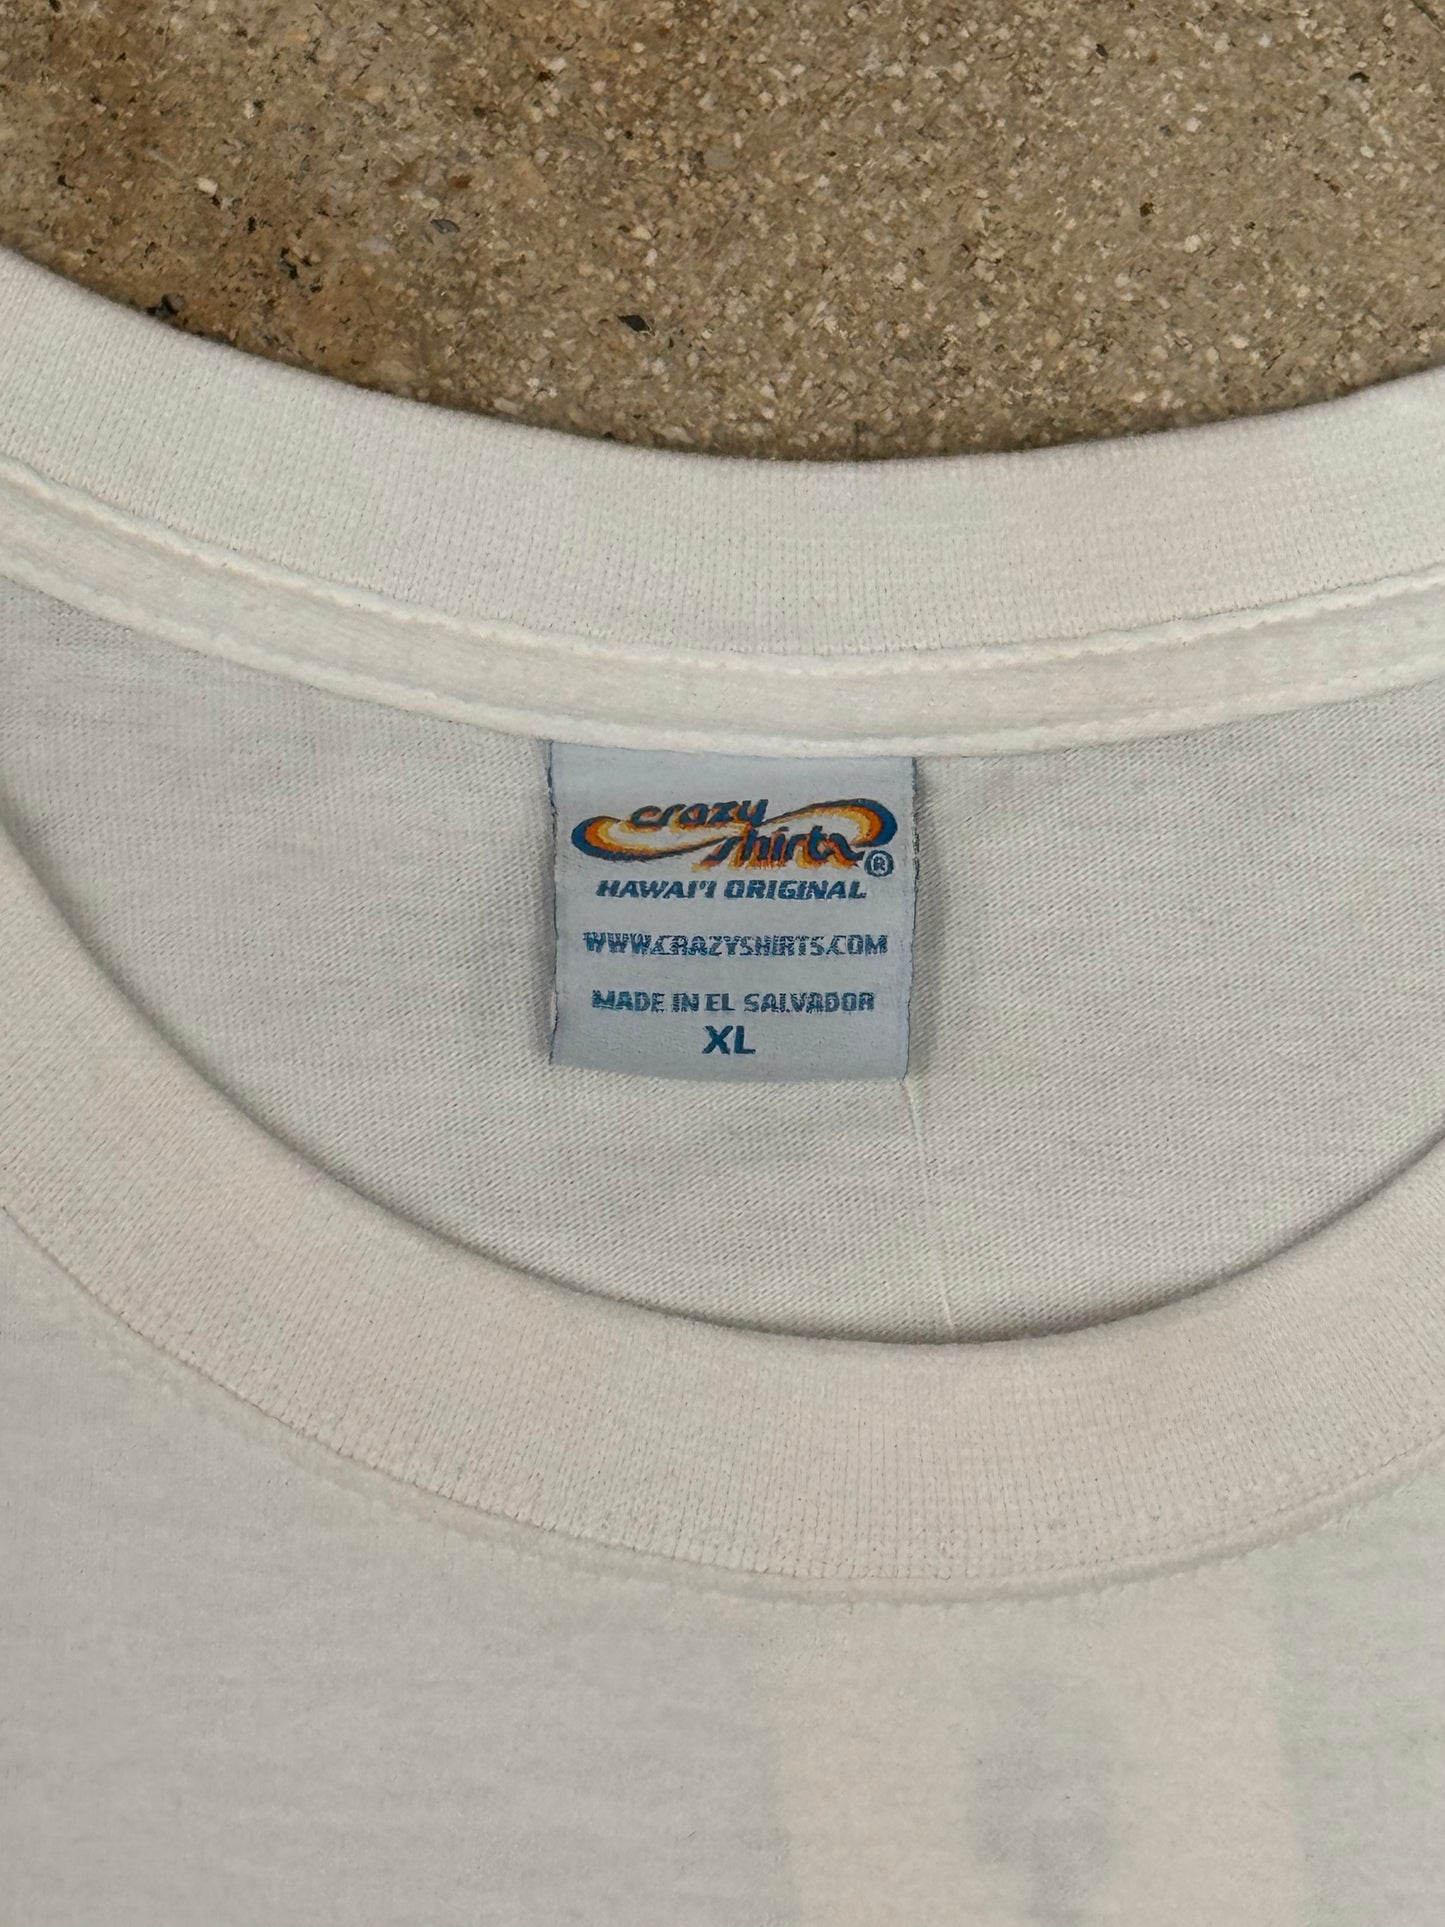 crazy
shirts®
HAWAI'I ORIGINAL
WWW.CRAZYSHIRTS.COM
MADE IN EL SALVADOR
XL